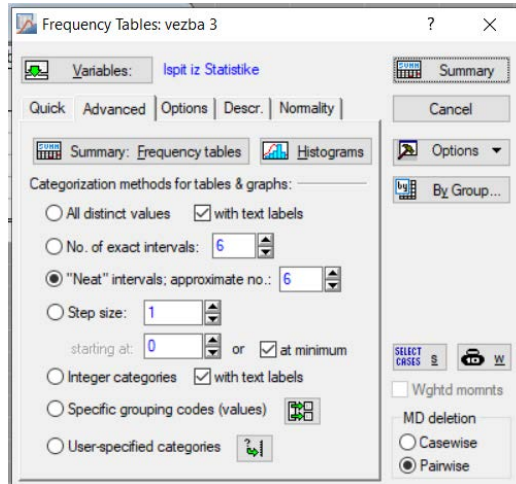 Frequency Tables: vezba 3 ?
Variables: Ispit iz Statistike
Summary
Quick Advanced Options Descr. Normality
Cancel
Summary: Frequency tables Histograms
Options
Categorization methods for tables & graphs:
By Group...
All distinct values with text labels
No. of exact intervals: 6
"Neat" intervals; approximate no.: 6
Step size: 1
starting at: 0 or at minimum
SELECT CASES S W
Integer categories with text labels
Wghtd momnts
Specific grouping codes (values)
MD deletion
Casewise
User-specified categories
Pairwise